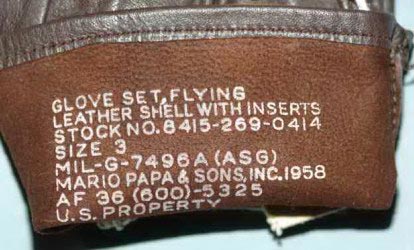 GLOVE SET, FLYING
LEATHER SHELL WITH INSERTS
STOCK NO. 8415-269-0414
SIZE 3
MIL-G-7496A (ASG)
MARIO PAPA & SONS, INC. 1958
AF 36 (600)-5325
U.S. PROPERTY